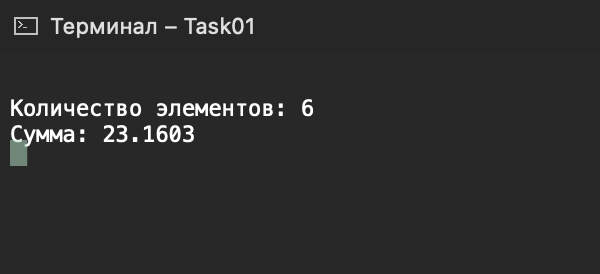 Терминал – Task01
Количество элементов: 6
Сумма: 23.1603